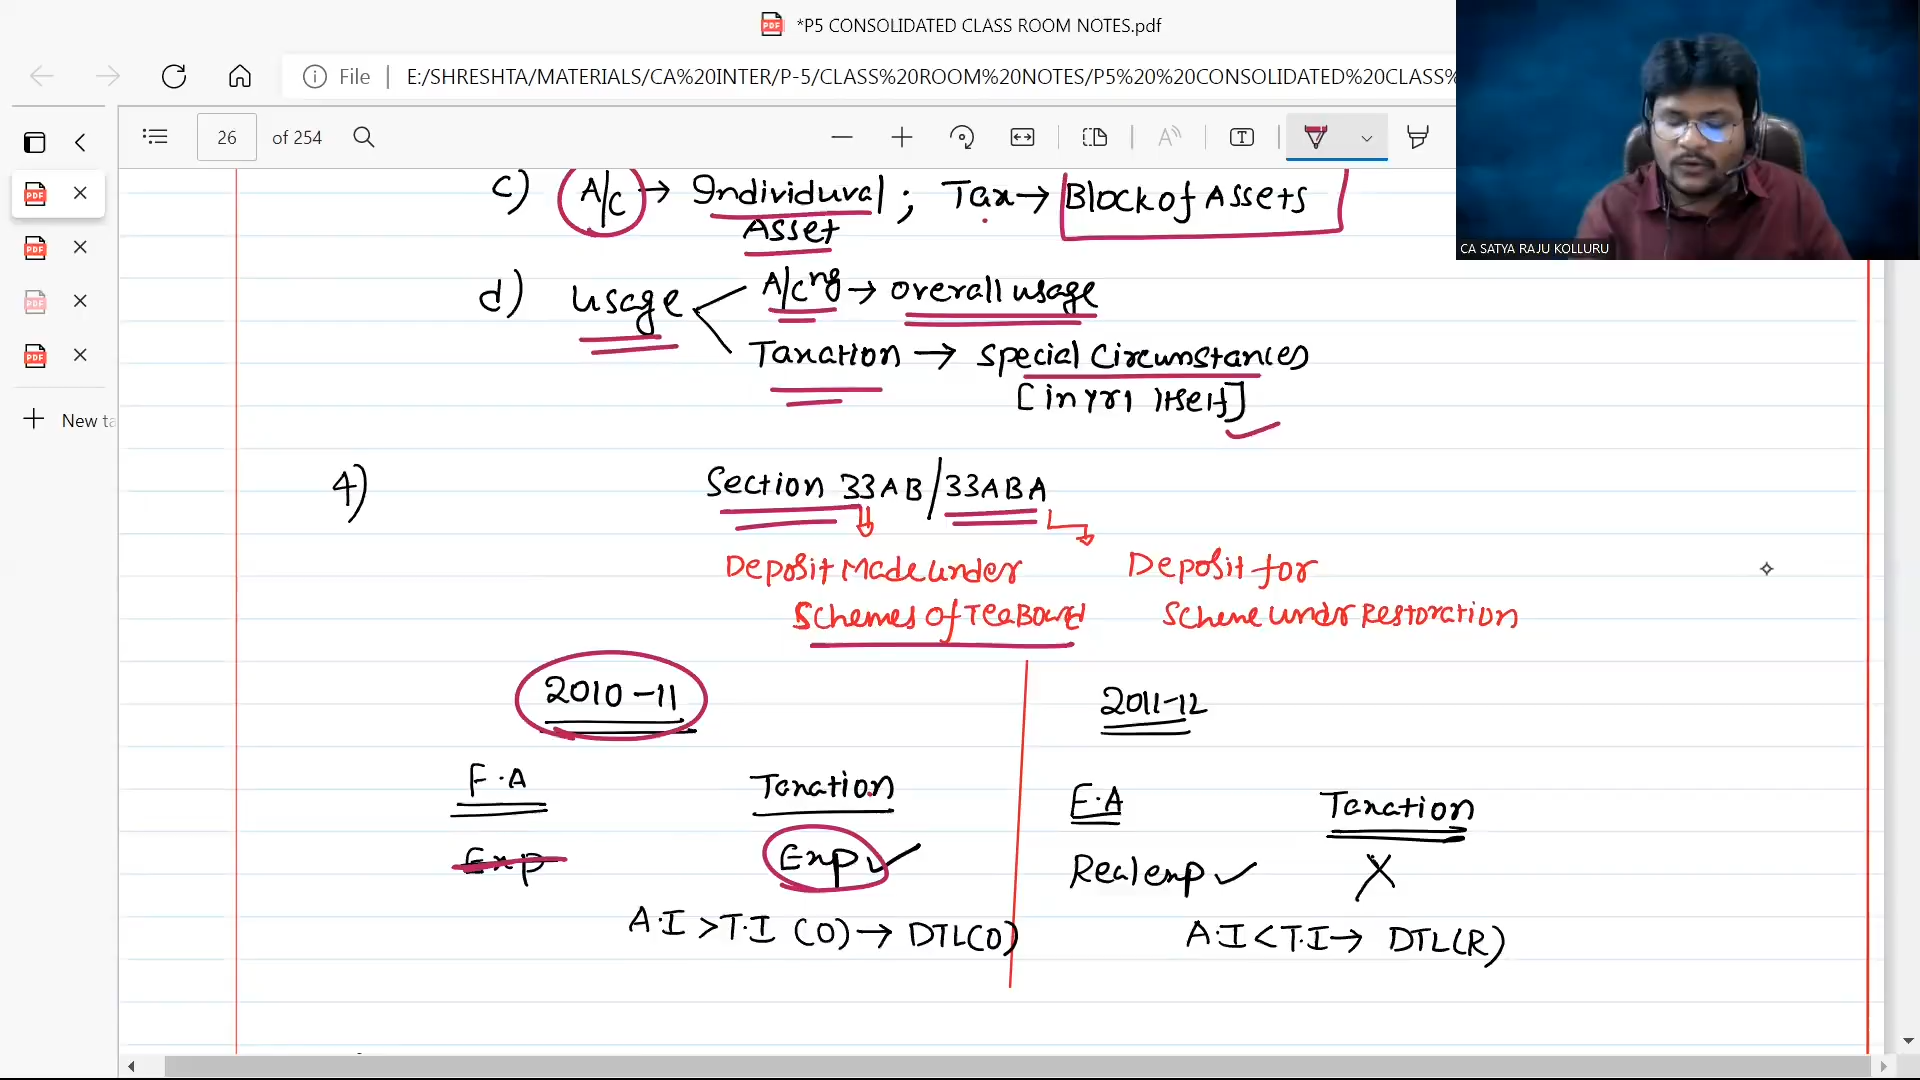 *P5 CONSOLIDATED CLASS ROOM NOTES.pdf
File | E:/SHRESHTA/MATERIALS/CA%20INTER/P-5/CLASS%20ROOM%20NOTES/P5%20%20CONSOLIDATED%20CLASS%
26 of 254
CA SATYA RAJU KOLLURU
New ta
c) A/c → Individuval Asset ; Tax → Block of Assets
d) usage
A/cng → overall usage
Taxation → special Circumstances
[in yr1 itself]
4) Section 33AB/33ABA
Deposit Made under Schemes of Tea Board
Deposit for Scheme under Restoration
2010-11
2011-12
F.A Taxation
F.A Taxation
Exp Exp ✓
Real exp ✓ X
A.I > T.I (O) → DTL(O)
A.I < T.I → DTL(R)